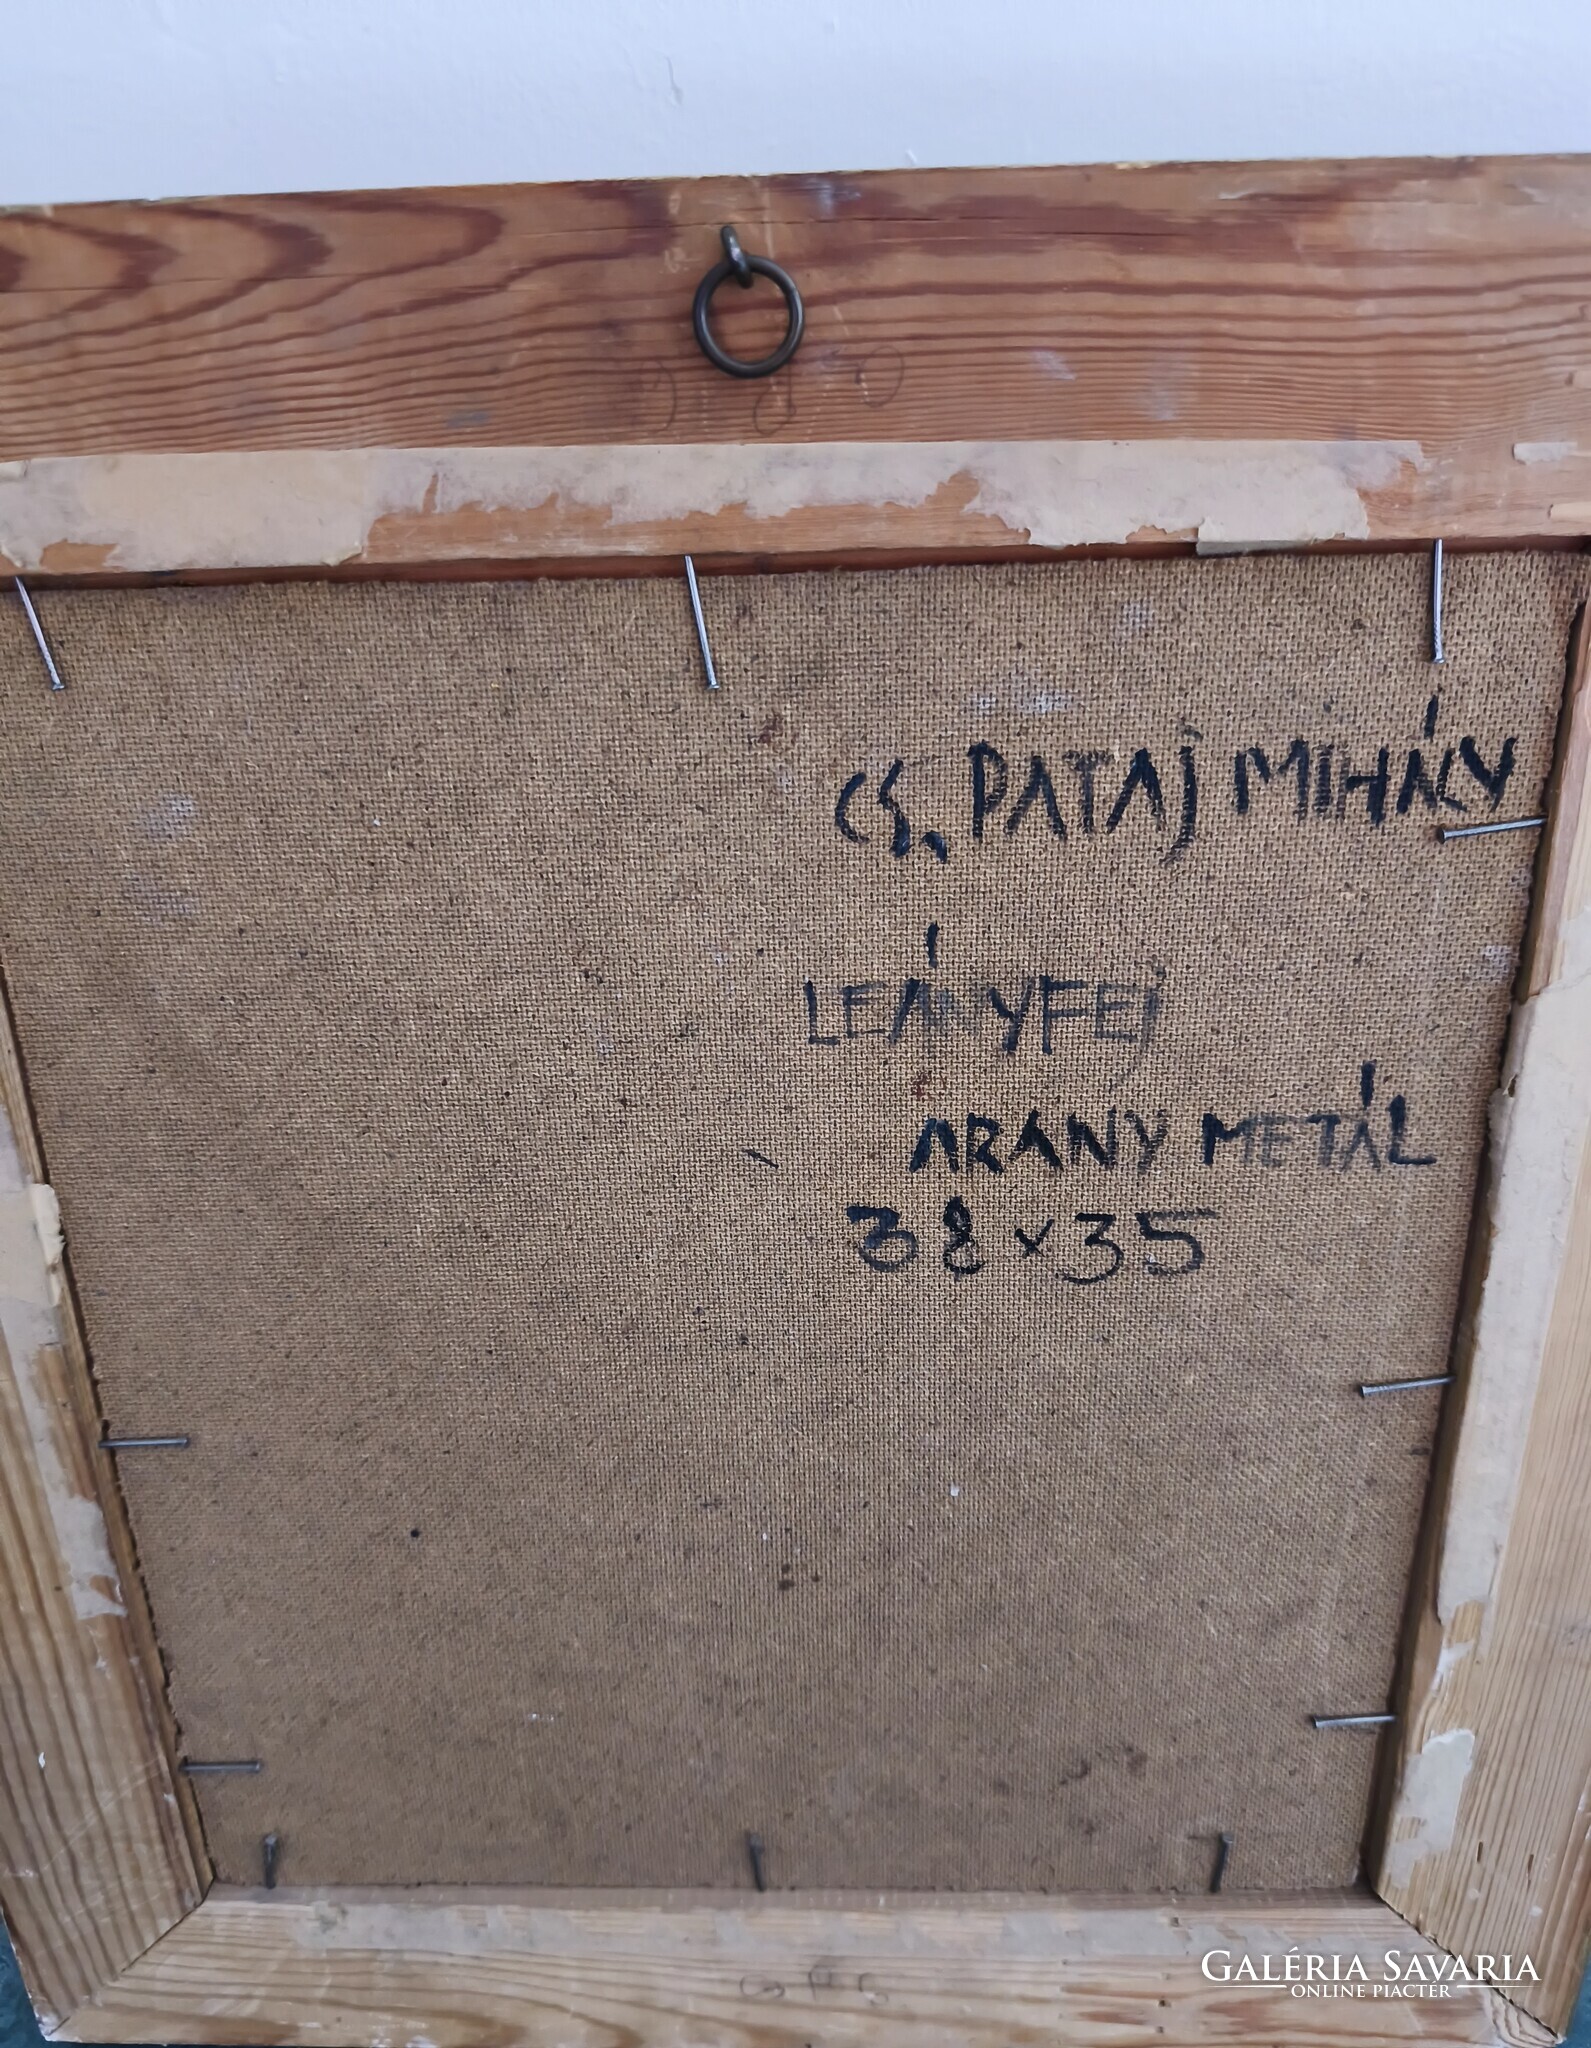 CS. PATAJ MIHÁLY
LEÁNYFEJ
ARANY METÁL
38 x 35
GALÉRIA SAVARIA
ONLINE PIACTÉR